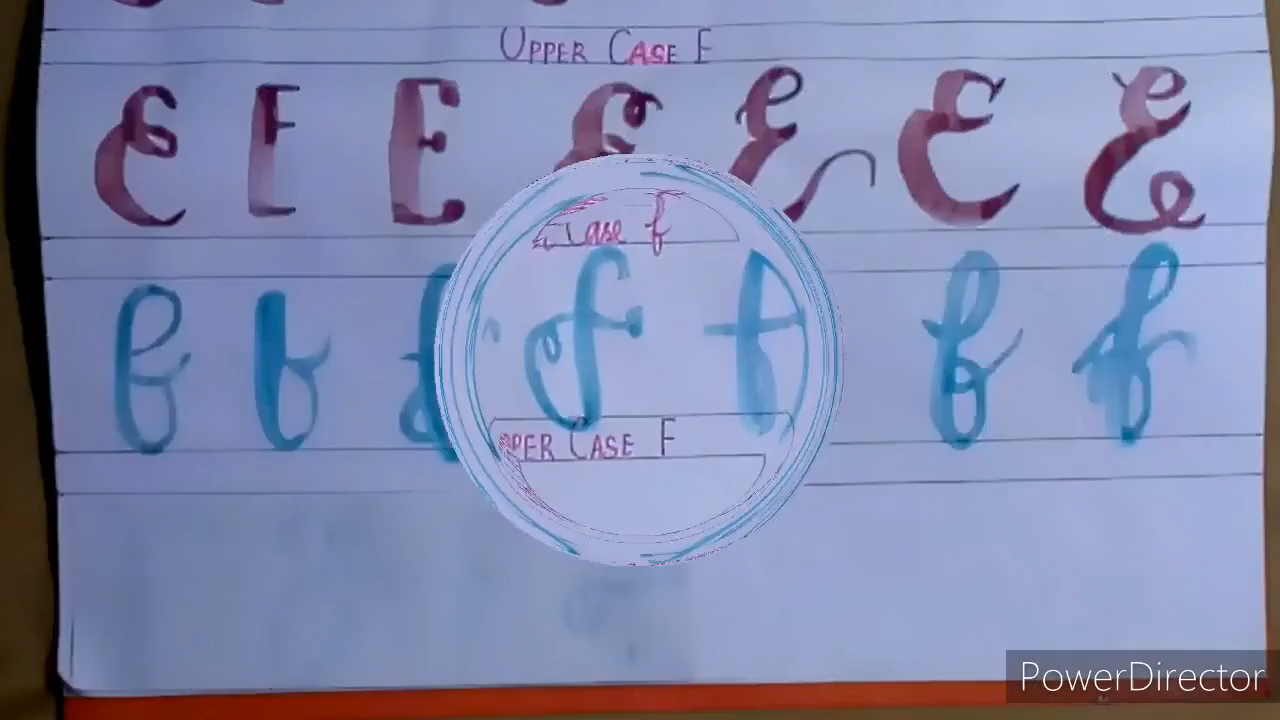 UPPER CASE E
E E E E E E E
Case f
f f f f f f f
PPER CASE F
PowerDirector